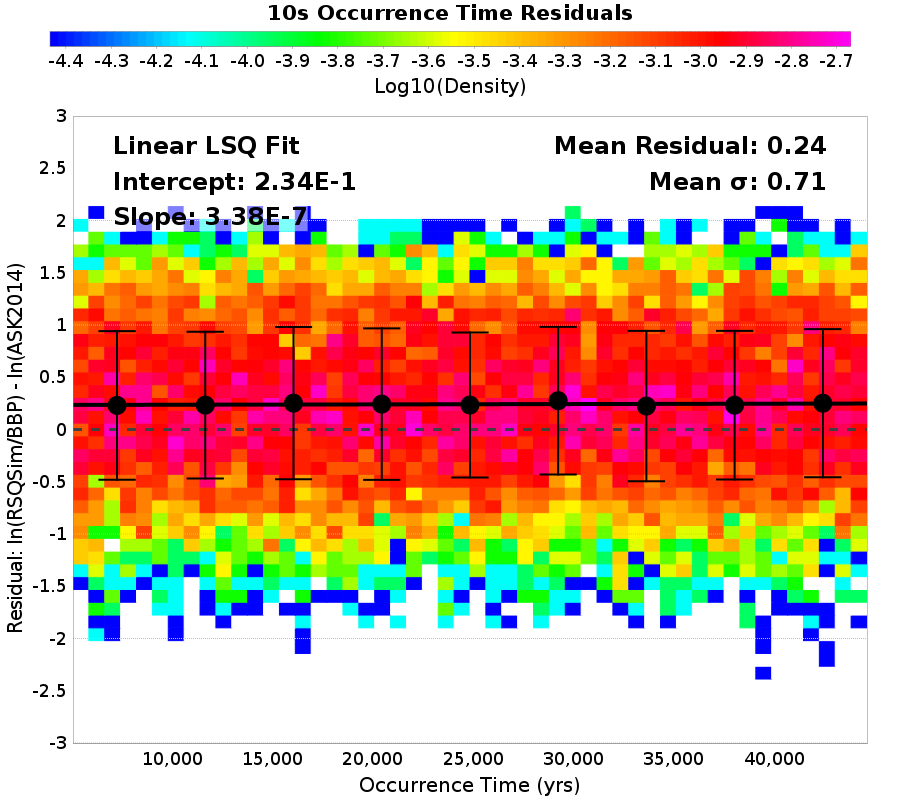 10s Occurrence Time Residuals
-4.4 -4.3 -4.2 -4.1 -4.0 -3.9 -3.8 -3.7 -3.6 -3.5 -3.4 -3.3 -3.2 -3.1 -3.0 -2.9 -2.8 -2.7
Log10(Density)
Linear LSQ Fit
Intercept: 2.34E-1
Slope: 3.38E-7
Mean Residual: 0.24
Mean σ: 0.71
Residual: ln(RSQSim/BBP) - ln(ASK2014)
3
2.5
2
1.5
1
0.5
0
-0.5
-1
-1.5
-2
-2.5
-3
10,000 15,000 20,000 25,000 30,000 35,000 40,000
Occurrence Time (yrs)